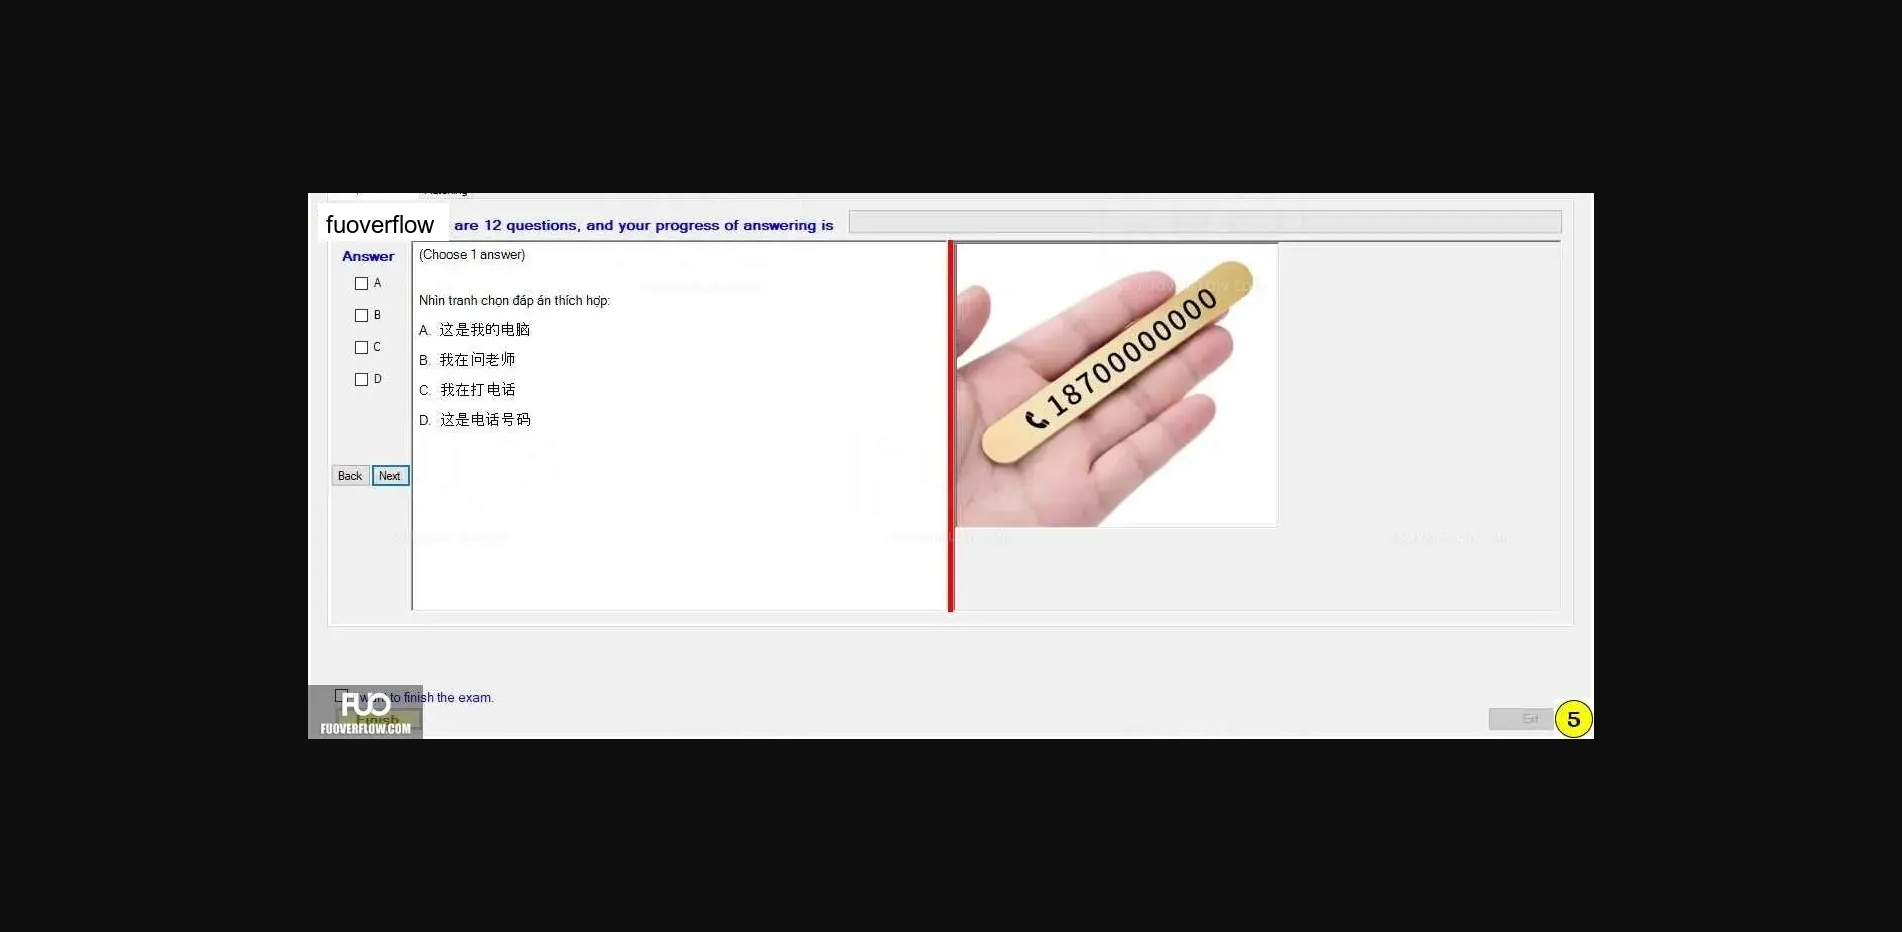 fuoverflow
are 12 questions, and your progress of answering is
Answer
(Choose 1 answer)
A
B
C
D
Nhìn tranh chọn đáp án thích hợp:
A. 这是我的电脑
B. 我在问老师
C. 我在打电话
D. 这是电话号码
18700000000
Back
Next
I want to finish the exam.
Finish
FUO
FUOVERFLOW.COM
Exit
5